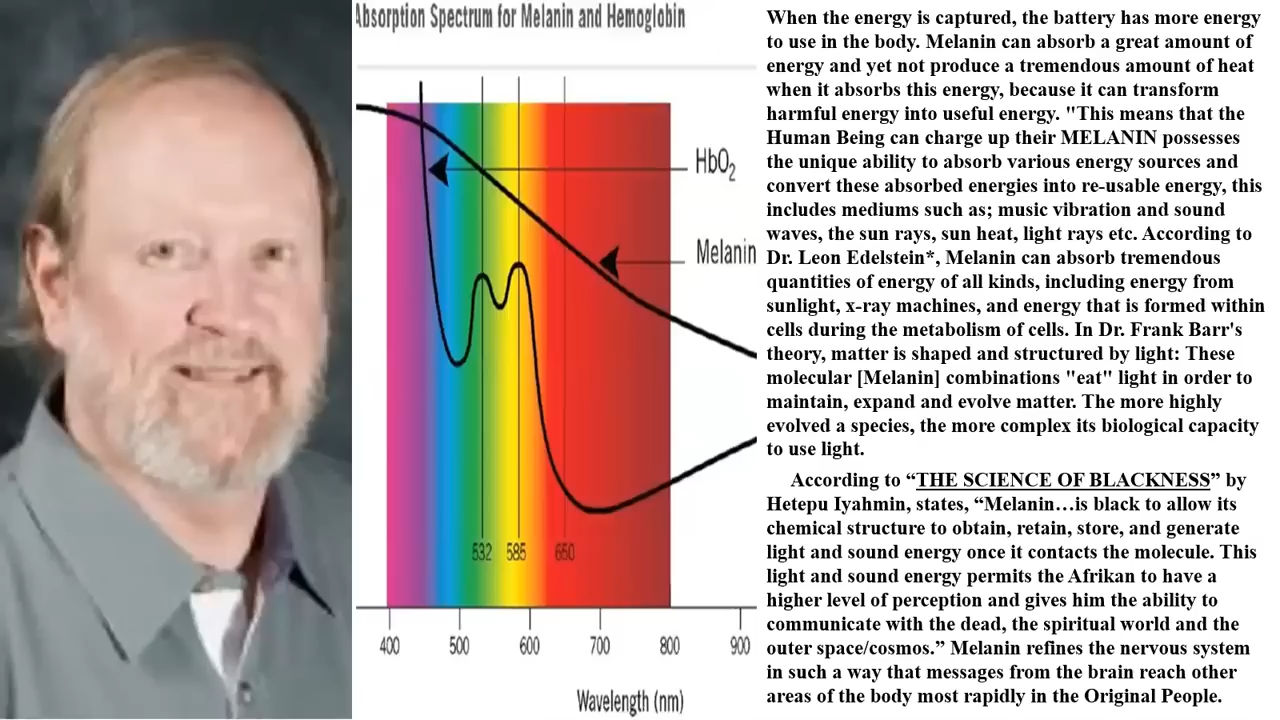 Absorption Spectrum for Melanin and Hemoglobin
HbO₂
Melanin
532 585 650
400 500 600 700 800 900
Wavelength (nm)
When the energy is captured, the battery has more energy
to use in the body. Melanin can absorb a great amount of
energy and yet not produce a tremendous amount of heat
when it absorbs this energy, because it can transform
harmful energy into useful energy. "This means that the
Human Being can charge up their MELANIN possesses
the unique ability to absorb various energy sources and
convert these absorbed energies into re-usable energy, this
includes mediums such as; music vibration and sound
waves, the sun rays, sun heat, light rays etc. According to
Dr. Leon Edelstein*, Melanin can absorb tremendous
quantities of energy of all kinds, including energy from
sunlight, x-ray machines, and energy that is formed within
cells during the metabolism of cells. In Dr. Frank Barr's
theory, matter is shaped and structured by light: These
molecular [Melanin] combinations "eat" light in order to
maintain, expand and evolve matter. The more highly
evolved a species, the more complex its biological capacity
to use light.
According to “THE SCIENCE OF BLACKNESS” by
Hetepu Iyahmin, states, “Melanin…is black to allow its
chemical structure to obtain, retain, store, and generate
light and sound energy once it contacts the molecule. This
light and sound energy permits the Afrikan to have a
higher level of perception and gives him the ability to
communicate with the dead, the spiritual world and the
outer space/cosmos.” Melanin refines the nervous system
in such a way that messages from the brain reach other
areas of the body most rapidly in the Original People.